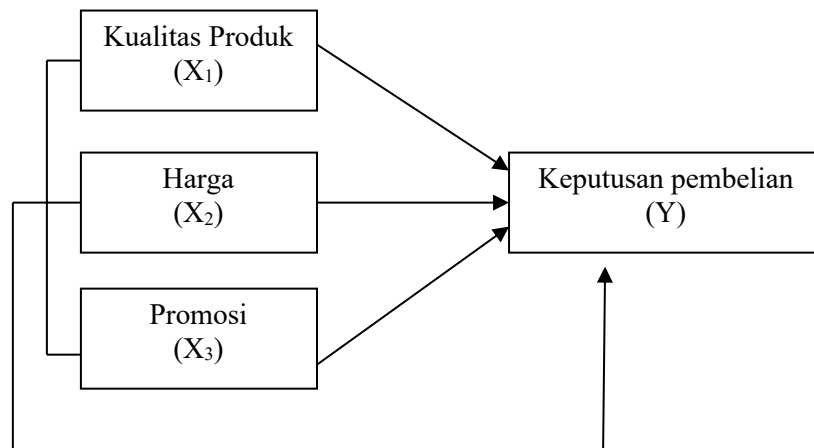 Kualitas Produk
(X₁)
Harga
(X₂)
Promosi
(X₃)
Keputusan pembelian
(Y)